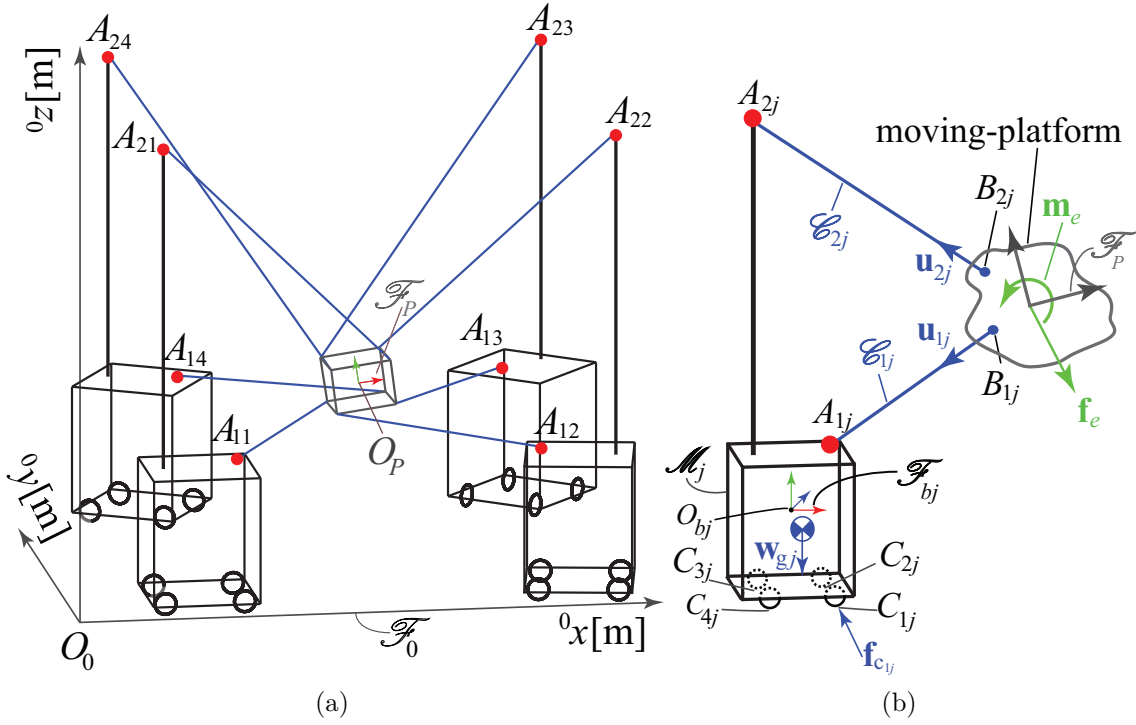 A24
A23
⁰z[m]
A21
A22
A2j
moving-platform
B2j
mₑ
𝒞2j
u2j
ℱP
ℱP
u1j
A14
A13
𝒞1j
B1j
fₑ
A11
OP
A12
A1j
ℳj
ℱbj
Obj
wgj
⁰y[m]
C3j
C2j
C4j
C1j
O₀
ℱ₀
⁰x[m]
fc1j
(a)
(b)